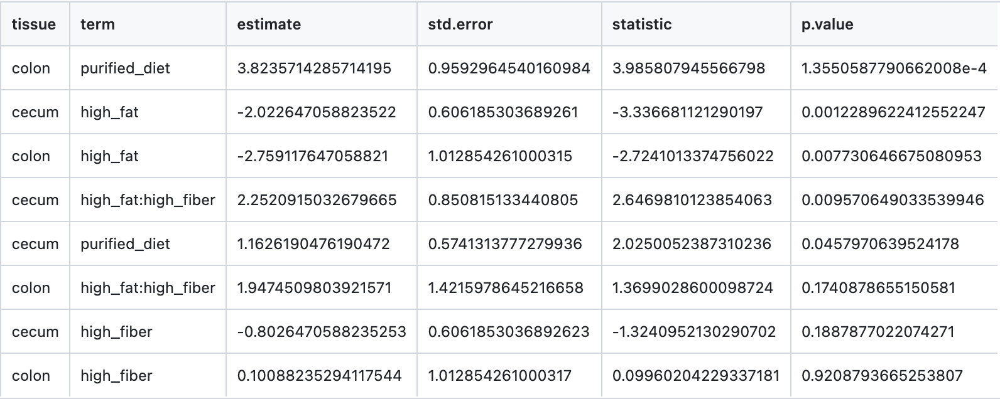 tissue term estimate std.error statistic p.value
colon purified_diet 3.8235714285714195 0.9592964540160984 3.985807945566798 1.3550587790662008e-4
cecum high_fat -2.022647058823522 0.606185303689261 -3.336681121290197 0.0012289622412552247
colon high_fat -2.759117647058821 1.012854261000315 -2.7241013374756022 0.007730646675080953
cecum high_fat:high_fiber 2.2520915032679665 0.850815133440805 2.6469810123854063 0.009570649033539946
cecum purified_diet 1.1626190476190472 0.5741313777279936 2.0250052387310236 0.0457970639524178
colon high_fat:high_fiber 1.9474509803921571 1.4215978645216658 1.3699028600098724 0.1740878655150581
cecum high_fiber -0.8026470588235253 0.6061853036892623 -1.3240952130290702 0.1887877022074271
colon high_fiber 0.10088235294117544 1.012854261000317 0.09960204229337181 0.9208793665253807